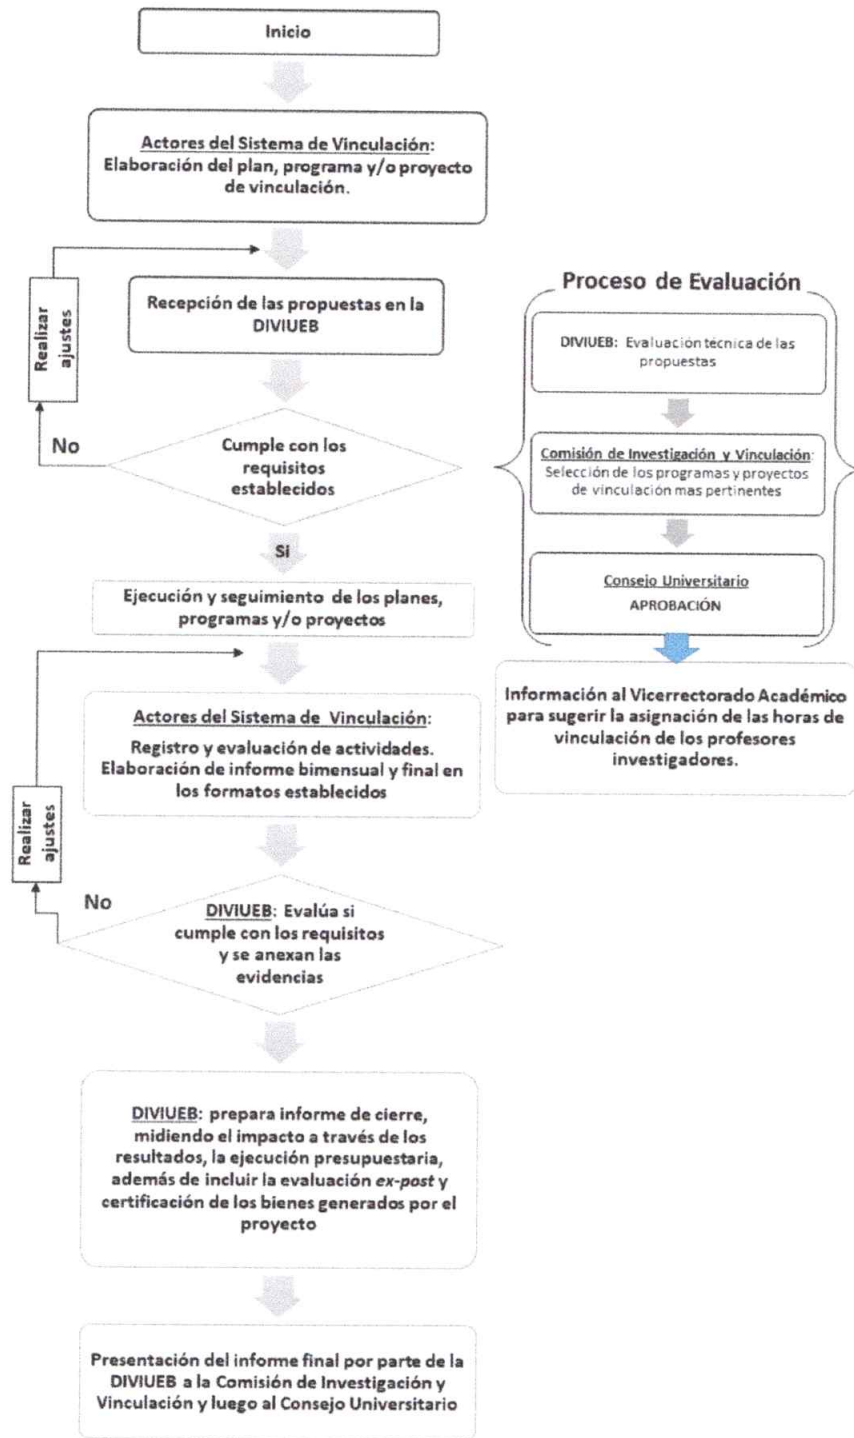 Inicio
Actores del Sistema de Vinculación:
Elaboración del plan, programa y/o proyecto
de vinculación.
Realizar
ajustes
Recepción de las propuestas en la
DIVIUEB
No
Cumple con los
requisitos
establecidos
Si
Proceso de Evaluación
DIVIUEB: Evaluación técnica de las
propuestas
Comisión de Investigación y Vinculación:
Selección de los programas y proyectos
de vinculación mas pertinentes
Consejo Universitario
APROBACIÓN
Información al Vicerrectorado Académico
para sugerir la asignación de las horas de
vinculación de los profesores
investigadores.
Ejecución y seguimiento de los planes,
programas y/o proyectos
Actores del Sistema de Vinculación:
Registro y evaluación de actividades.
Elaboración de informe bimensual y final en
los formatos establecidos
Realizar
ajustes
No
DIVIUEB: Evalúa si
cumple con los requisitos
y se anexan las
evidencias
DIVIUEB: prepara informe de cierre,
midiendo el impacto a través de los
resultados, la ejecución presupuestaria,
además de incluir la evaluación ex-post y
certificación de los bienes generados por el
proyecto
Presentación del informe final por parte de la
DIVIUEB a la Comisión de Investigación y
Vinculación y luego al Consejo Universitario